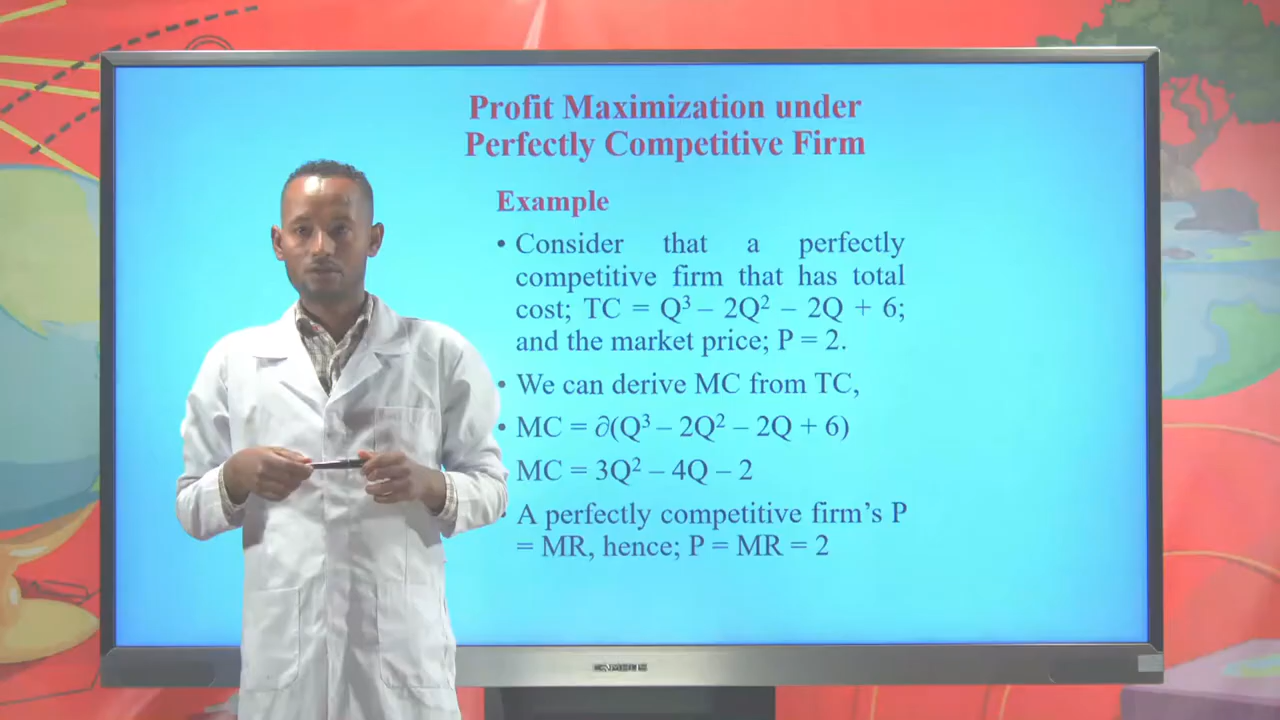 Profit Maximization under
Perfectly Competitive Firm
Example
• Consider that a perfectly
competitive firm that has total
cost; TC = Q³ – 2Q² – 2Q + 6;
and the market price; P = 2.
• We can derive MC from TC,
• MC = ∂(Q³ – 2Q² – 2Q + 6)
MC = 3Q² – 4Q – 2
• A perfectly competitive firm’s P
= MR, hence; P = MR = 2